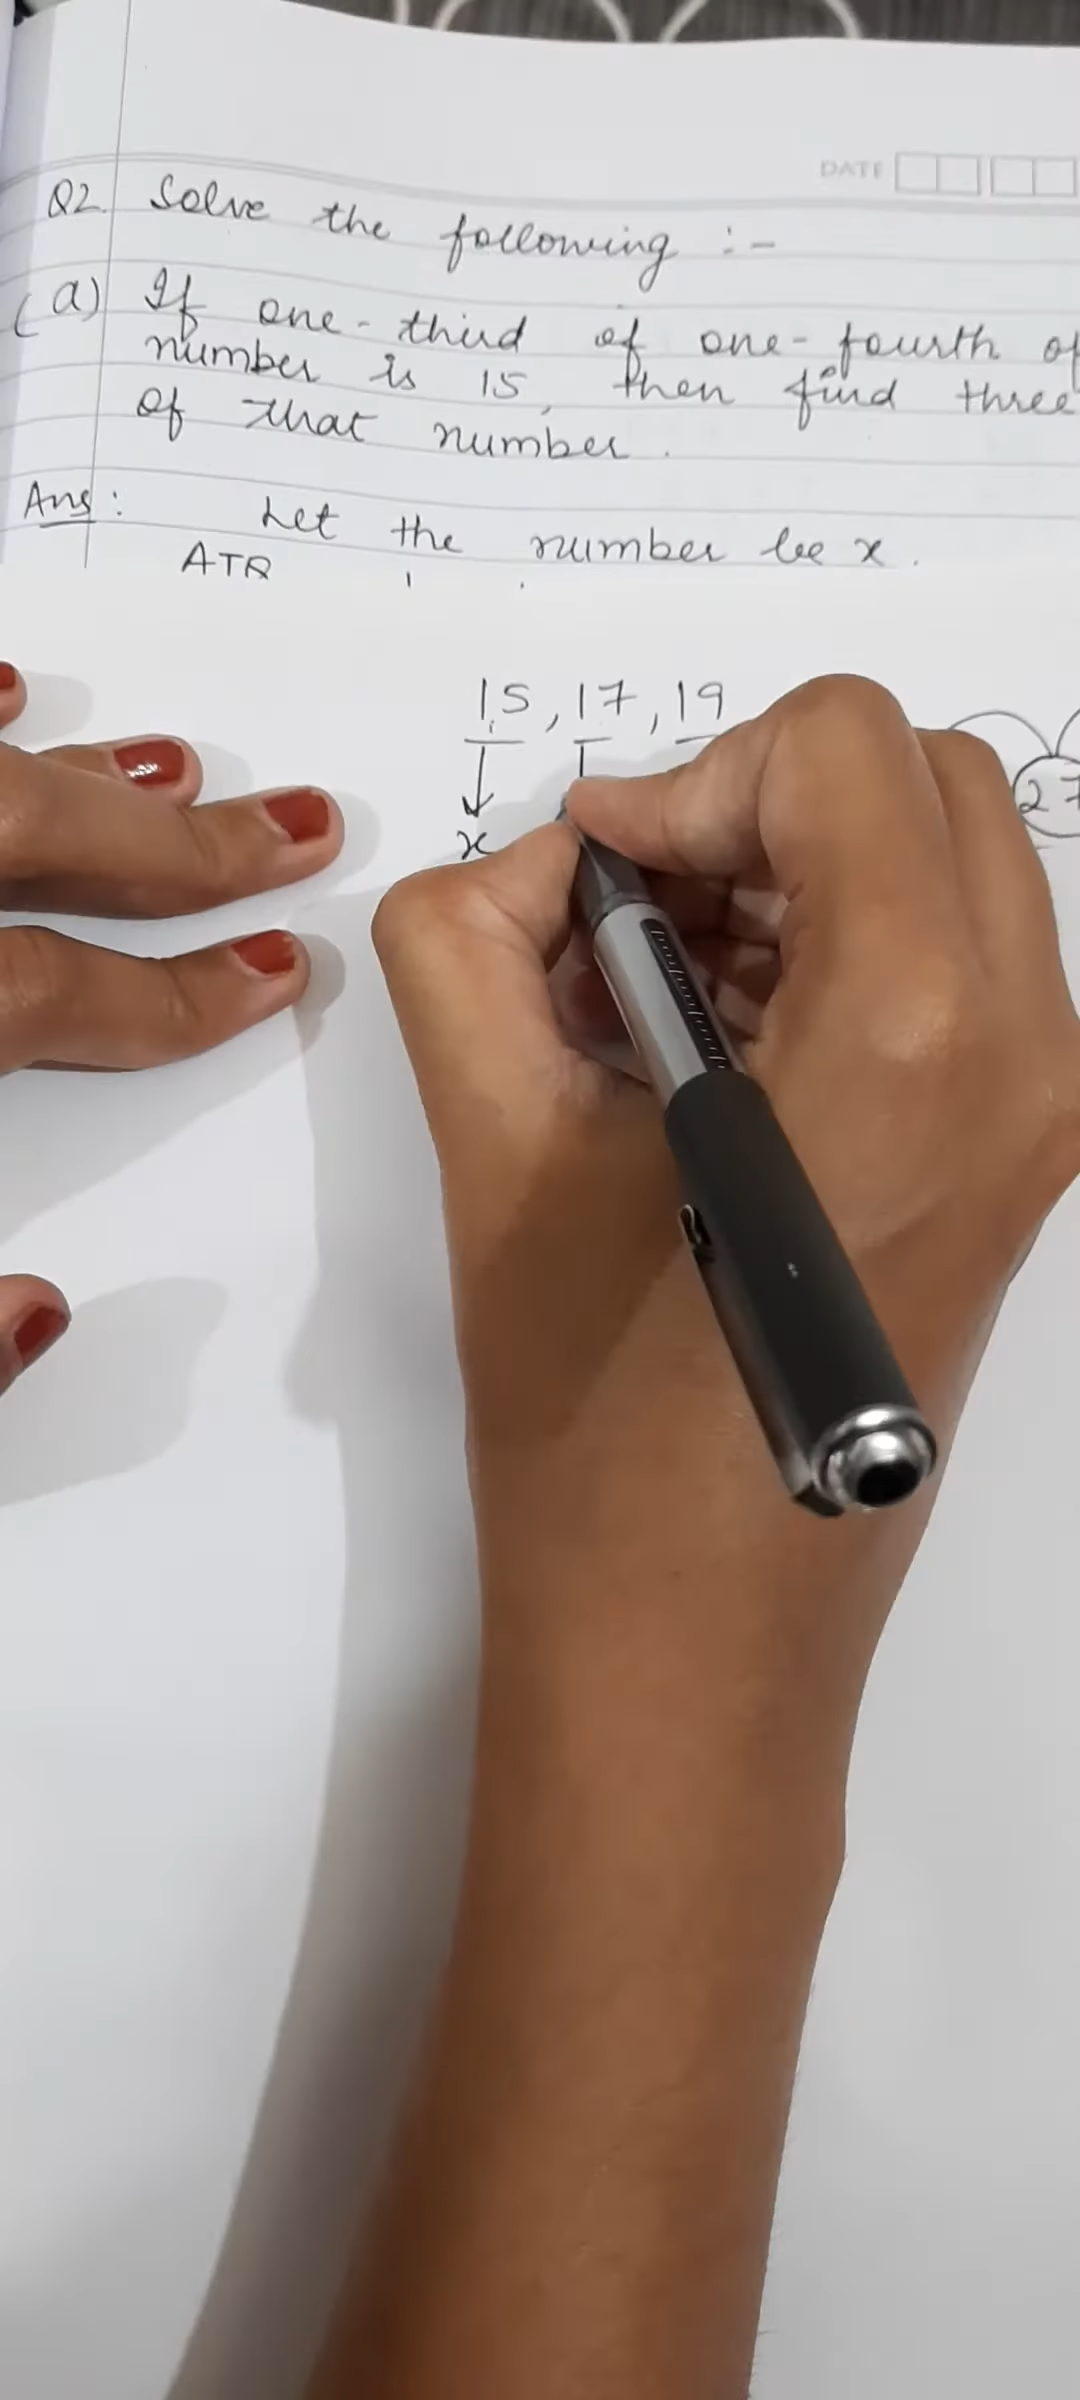 DATE
Q2. Solve the following :-
(a) If one-third of one-fourth of
number is 15, then find three
of that number.
Ans: Let the number be x.
ATQ
15, 17, 19
x
27